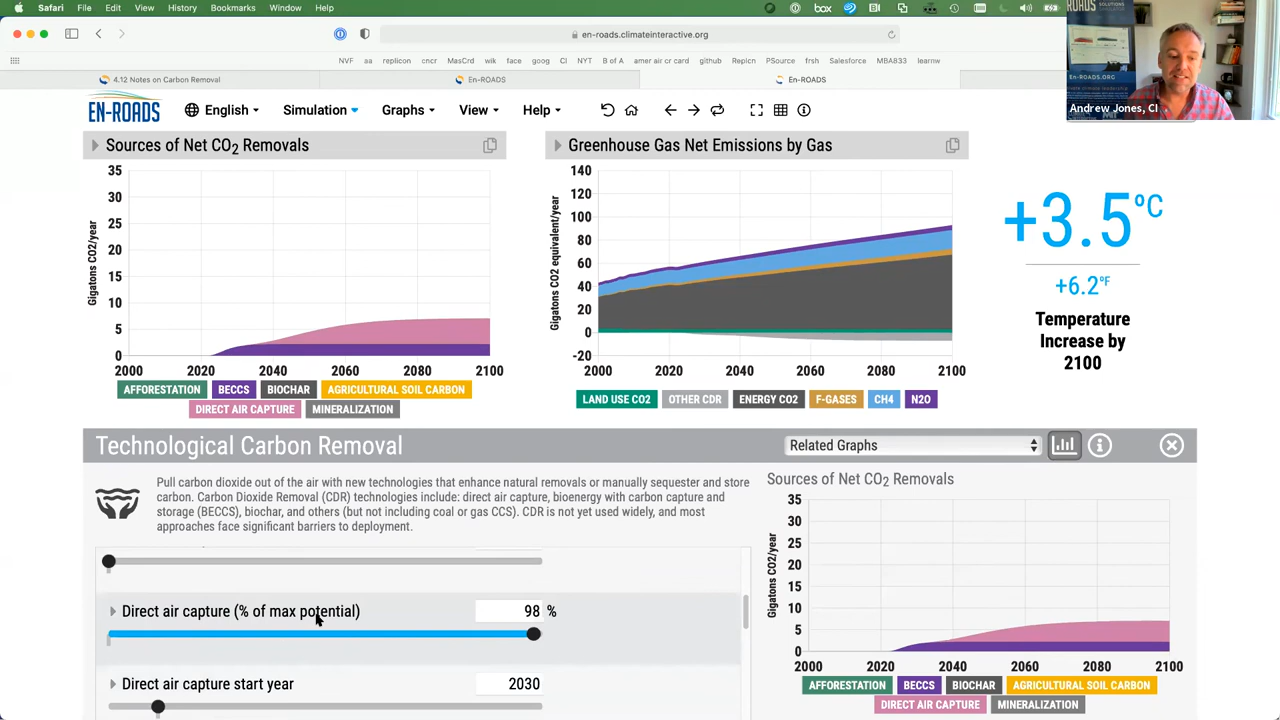 Safari File Edit View History Bookmarks Develop Window Help
box
en-roads.climateinteractive.org
NVF aa replicon cncr MasCrd wik face goog CI NYT B of A amer air or card github Replcn PSource frsh Salesforce MBA833 learnw
4.12 Notes on Carbon Removal
En-ROADS
En-ROADS
SOLUTIONS
EN-ROADS.ORG
Andrew Jones, CI
EN-ROADS
English Simulation Graphs View Help
Sources of Net CO2 Removals
Gigatons CO2/year
35
30
25
20
15
10
5
0
2000 2020 2040 2060 2080 2100
AFFORESTATION BECCS BIOCHAR AGRICULTURAL SOIL CARBON
DIRECT AIR CAPTURE MINERALIZATION
Greenhouse Gas Net Emissions by Gas
Gigatons CO2 equivalent/year
140
120
100
80
60
40
20
0
-20
2000 2020 2040 2060 2080 2100
LAND USE CO2 OTHER CDR ENERGY CO2 F-GASES CH4 N2O
+3.5°C
+6.2°F
Temperature
Increase by
2100
Technological Carbon Removal
Related Graphs
Pull carbon dioxide out of the air with new technologies that enhance natural removals or manually sequester and store
carbon. Carbon Dioxide Removal (CDR) technologies include: direct air capture, bioenergy with carbon capture and
storage (BECCS), biochar, and others (but not including coal or gas CCS). CDR is not yet used widely, and most
approaches face significant barriers to deployment.
Direct air capture (% of max potential) 98 %
Direct air capture start year 2030
Sources of Net CO2 Removals
Gigatons CO2/year
35
30
25
20
15
10
5
0
2000 2020 2040 2060 2080 2100
AFFORESTATION BECCS BIOCHAR AGRICULTURAL SOIL CARBON
DIRECT AIR CAPTURE MINERALIZATION